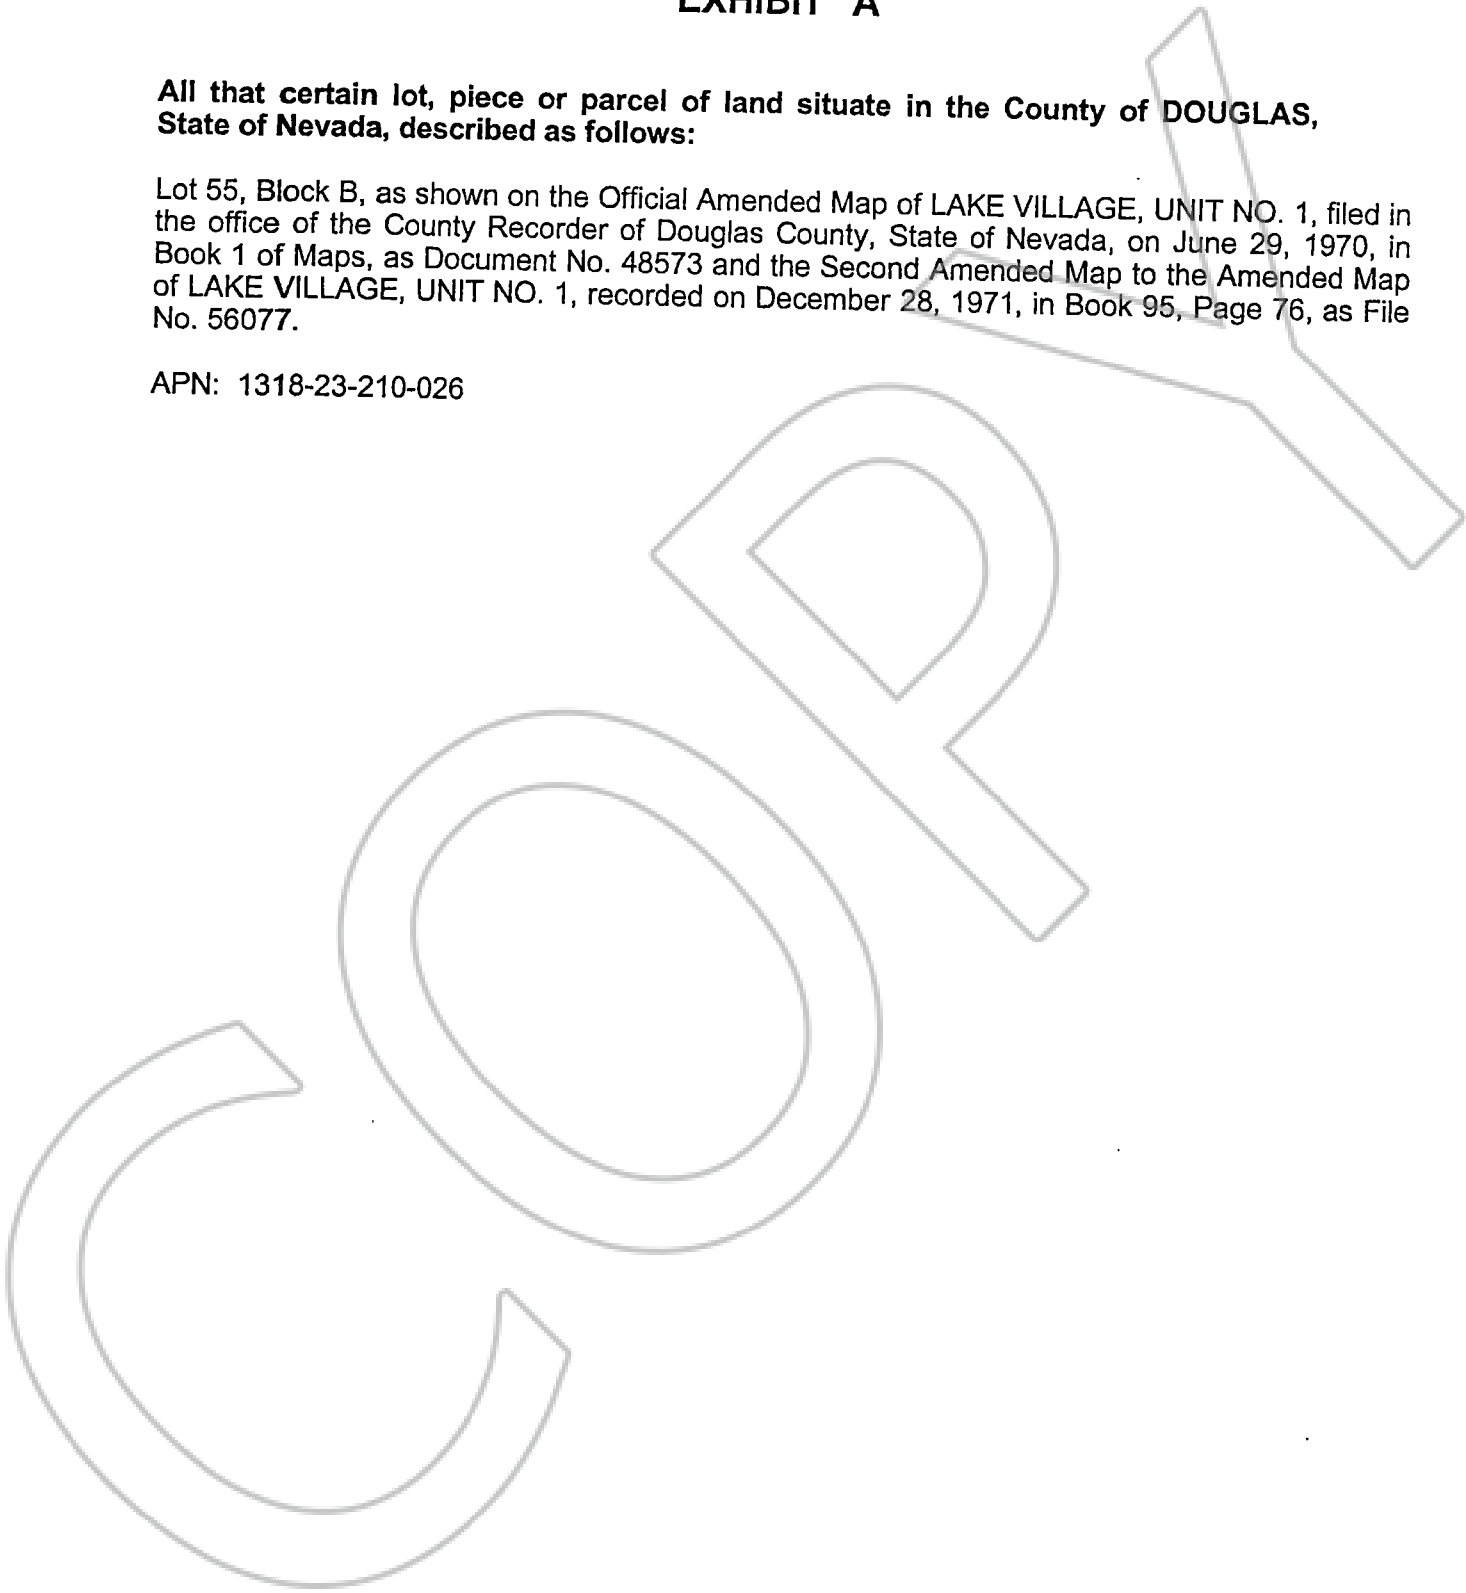 EXHIBIT A
All that certain lot, piece or parcel of land situate in the County of DOUGLAS,
State of Nevada, described as follows:
Lot 55, Block B, as shown on the Official Amended Map of LAKE VILLAGE, UNIT NO. 1, filed in
the office of the County Recorder of Douglas County, State of Nevada, on June 29, 1970, in
Book 1 of Maps, as Document No. 48573 and the Second Amended Map to the Amended Map
of LAKE VILLAGE, UNIT NO. 1, recorded on December 28, 1971, in Book 95, Page 76, as File
No. 56077.
APN: 1318-23-210-026
COPY